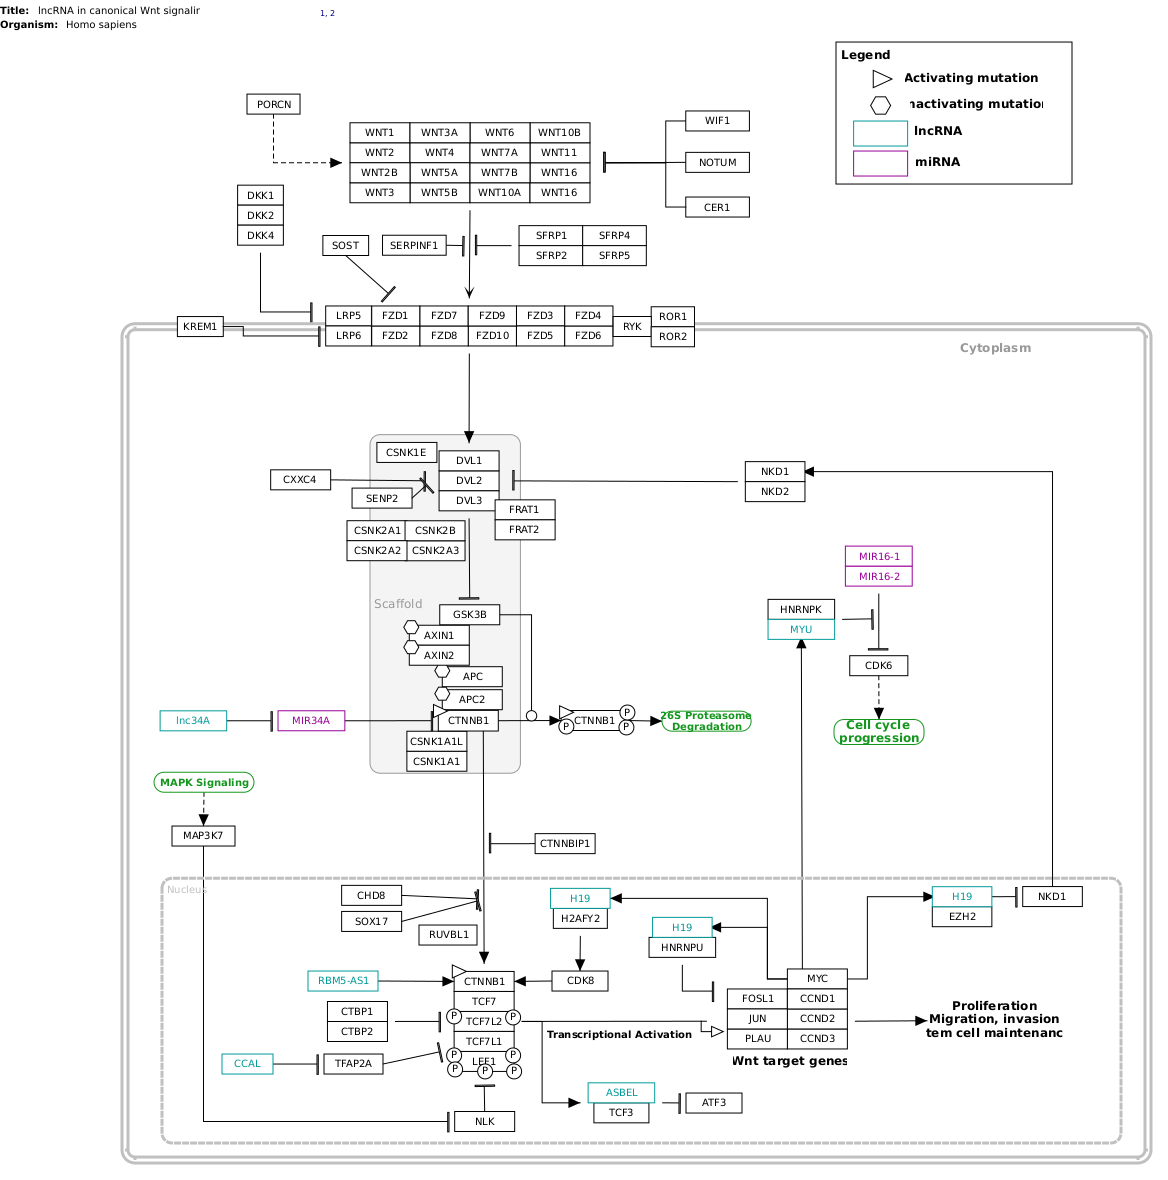 Title: lncRNA in canonical Wnt signalir
1, 2
Organism: Homo sapiens
Legend
Activating mutation
nactivating mutatio
lncRNA
miRNA
PORCN
WNT1 WNT3A WNT6 WNT10B
WNT2 WNT4 WNT7A WNT11
WNT2B WNT5A WNT7B WNT16
WNT3 WNT5B WNT10A WNT16
WIF1
NOTUM
CER1
DKK1
DKK2
DKK4
SOST
SERPINF1
SFRP1 SFRP4
SFRP2 SFRP5
KREM1
LRP5 FZD1 FZD7 FZD9 FZD3 FZD4
LRP6 FZD2 FZD8 FZD10 FZD5 FZD6
RYK
ROR1
ROR2
Cytoplasm
CSNK1E
DVL1
DVL2
DVL3
CXXC4
SENP2
FRAT1
FRAT2
NKD1
NKD2
CSNK2A1 CSNK2B
CSNK2A2 CSNK2A3
MIR16-1
MIR16-2
HNRNPK
MYU
CDK6
Cell cycle
progression
Scaffold
GSK3B
AXIN1
AXIN2
APC
APC2
lnc34A
MIR34A
CTNNB1
CTNNB1
P
P
P
26S Proteasome
Degradation
CSNK1A1L
CSNK1A1
MAPK Signaling
MAP3K7
CTNNBIP1
Nucleus
CHD8
SOX17
RUVBL1
H19
H2AFY2
H19
HNRNPU
H19
EZH2
NKD1
RBM5-AS1
CTNNB1
TCF7
TCF7L2
TCF7L1
LEF1
P
P
P
P
P
P
P
CDK8
CTBP1
CTBP2
CCAL
TFAP2A
NLK
Transcriptional Activation
MYC
FOSL1 CCND1
JUN CCND2
PLAU CCND3
Wnt target genes
Proliferation
Migration, invasion
tem cell maintenanc
ASBEL
TCF3
ATF3